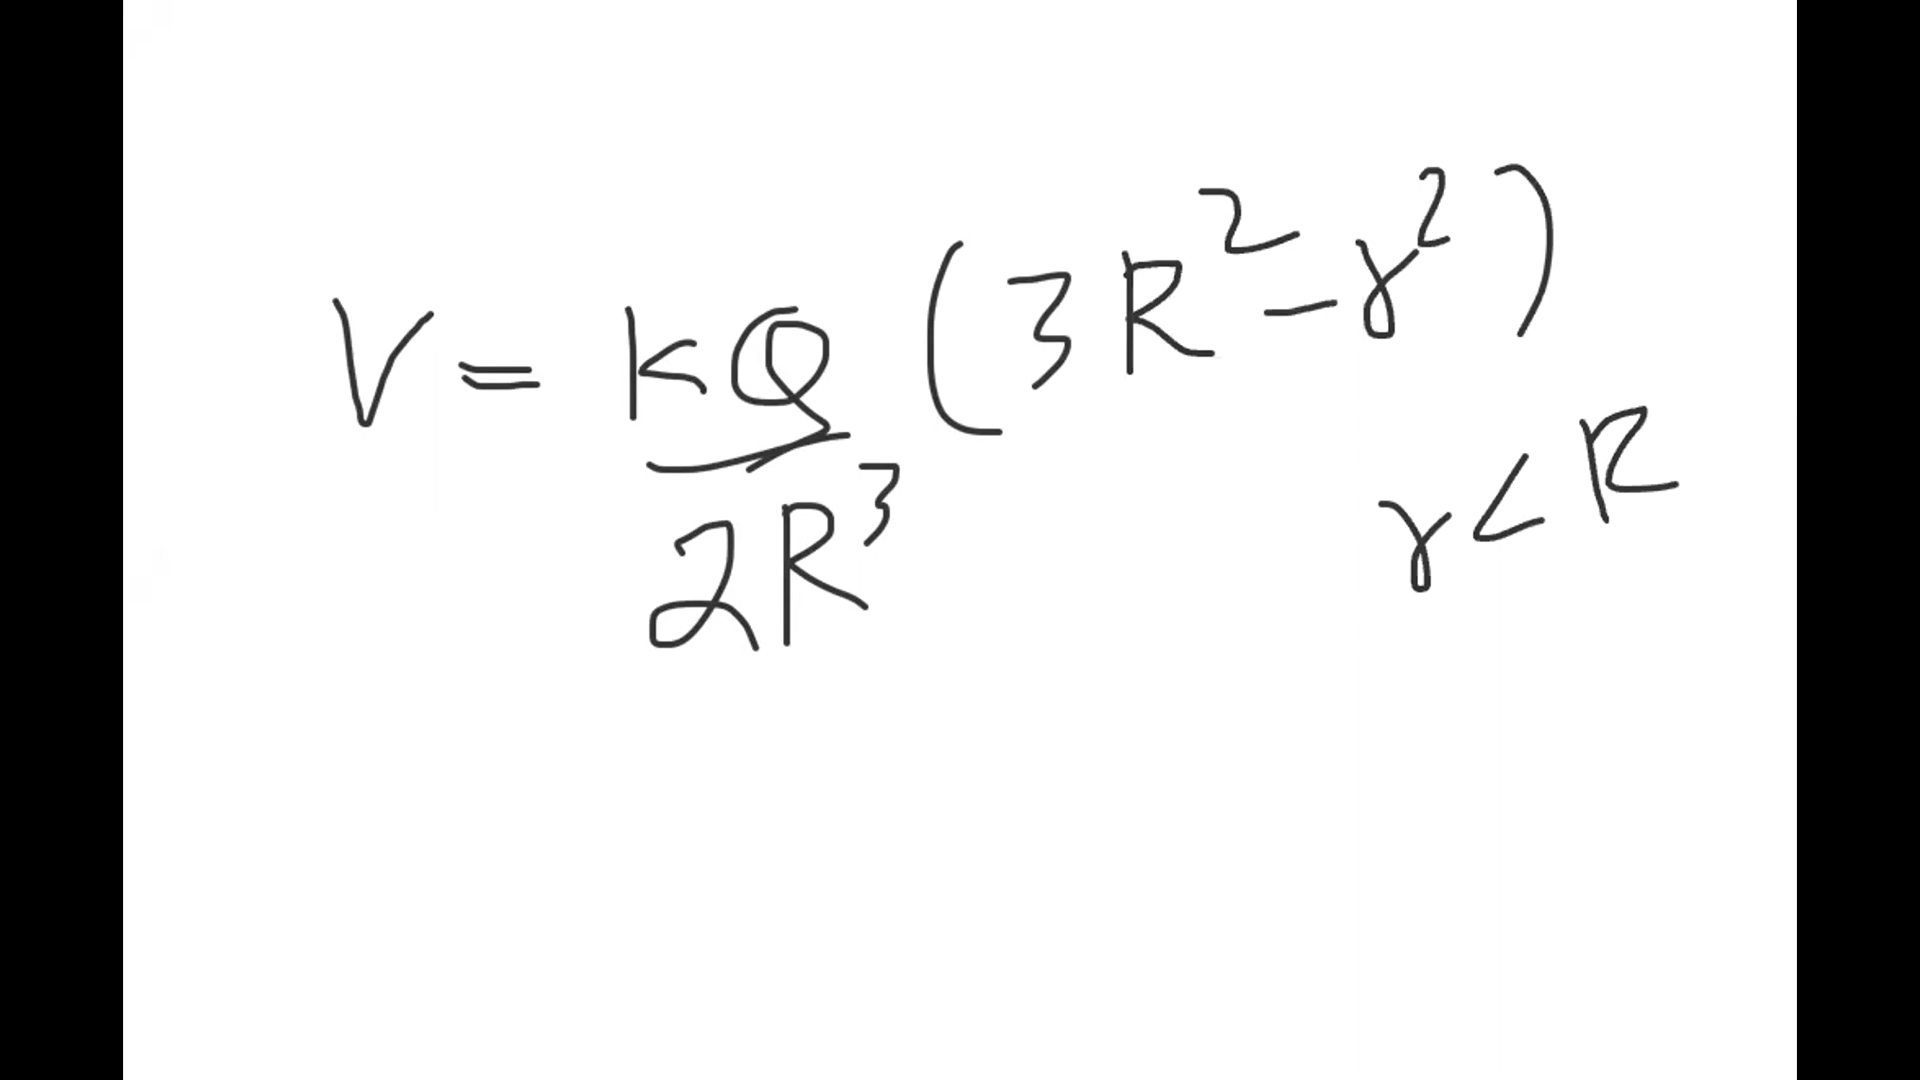 V = KQ/2R³ (3R² - r²)
r < R